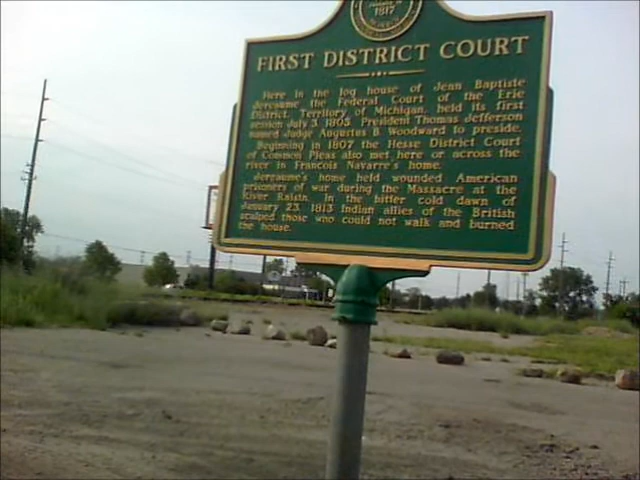 1817
FIRST DISTRICT COURT
Here in the log house of Jean Baptiste
Jereaume the Federal Court of the Erie
District, Territory of Michigan, held its first
session July 3, 1805. President Thomas Jefferson
named Judge Augustus B. Woodward to preside.
Beginning in 1807 the Hesse District Court
of Common Pleas also met here or across the
river in Francois Navarre's home.
Jereaume's home held wounded American
prisoners of war during the Massacre at the
River Raisin. In the bitter cold dawn of
January 23, 1813 Indian allies of the British
scalped those who could not walk and burned
the house.